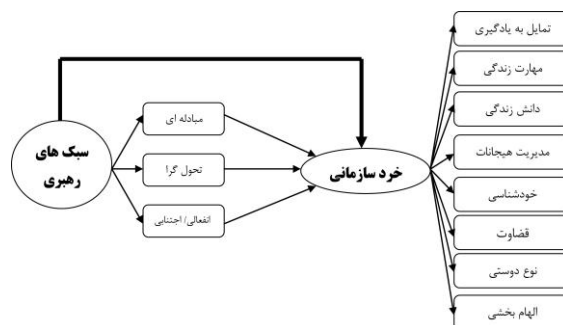 سبک های
رهبری
مبادله ای
تحول گرا
انفعالی/ اجتنابی
خرد سازمانی
تمایل به یادگیری
مهارت زندگی
دانش زندگی
مدیریت هیجانات
خودشناسی
قضاوت
نوع دوستی
الهام بخشی